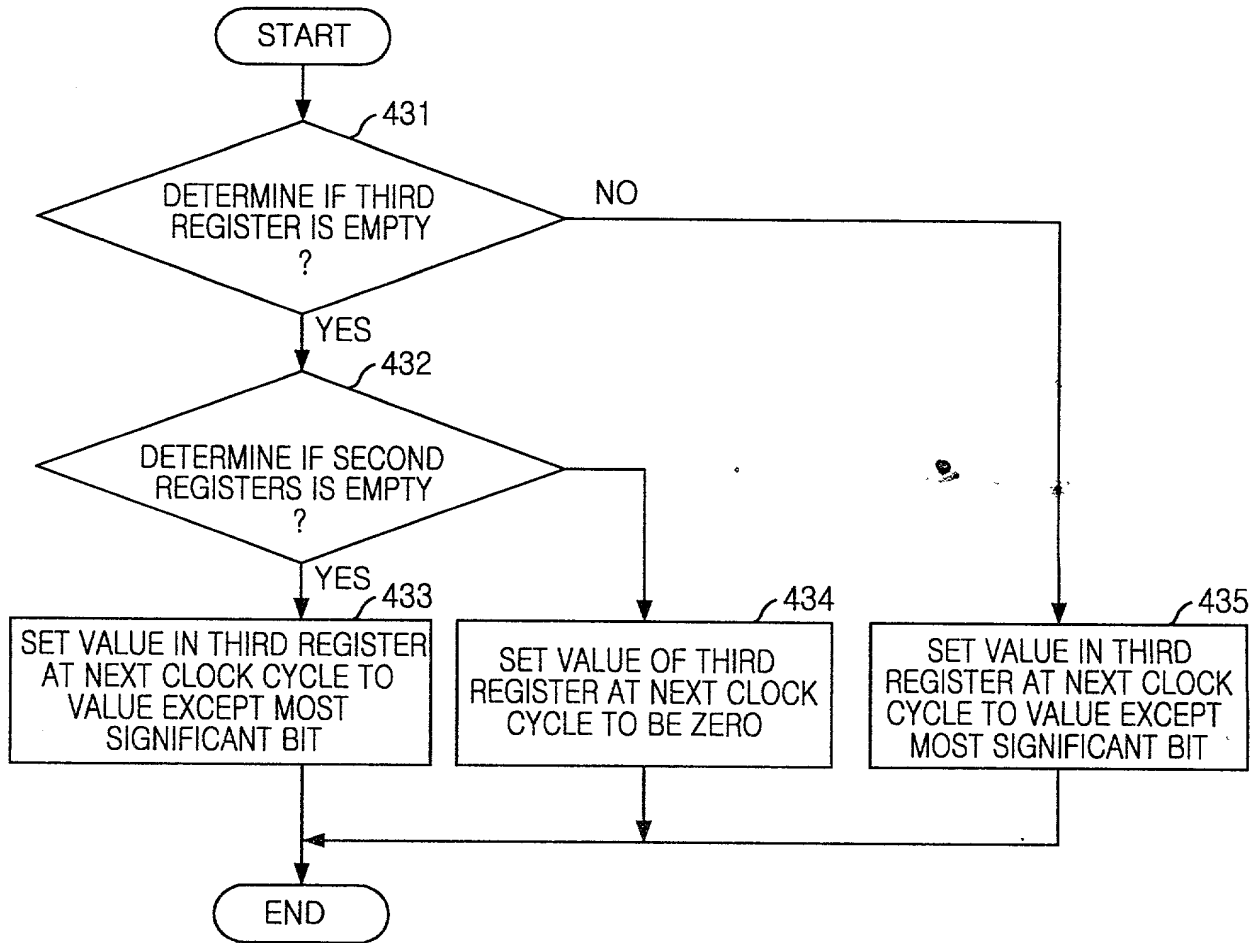 START
431
DETERMINE IF THIRD
REGISTER IS EMPTY
?
NO
YES
432
DETERMINE IF SECOND
REGISTERS IS EMPTY
?
YES
433
SET VALUE IN THIRD REGISTER
AT NEXT CLOCK CYCLE TO
VALUE EXCEPT MOST
SIGNIFICANT BIT
434
SET VALUE OF THIRD
REGISTER AT NEXT CLOCK
CYCLE TO BE ZERO
435
SET VALUE IN THIRD
REGISTER AT NEXT CLOCK
CYCLE TO VALUE EXCEPT
MOST SIGNIFICANT BIT
END